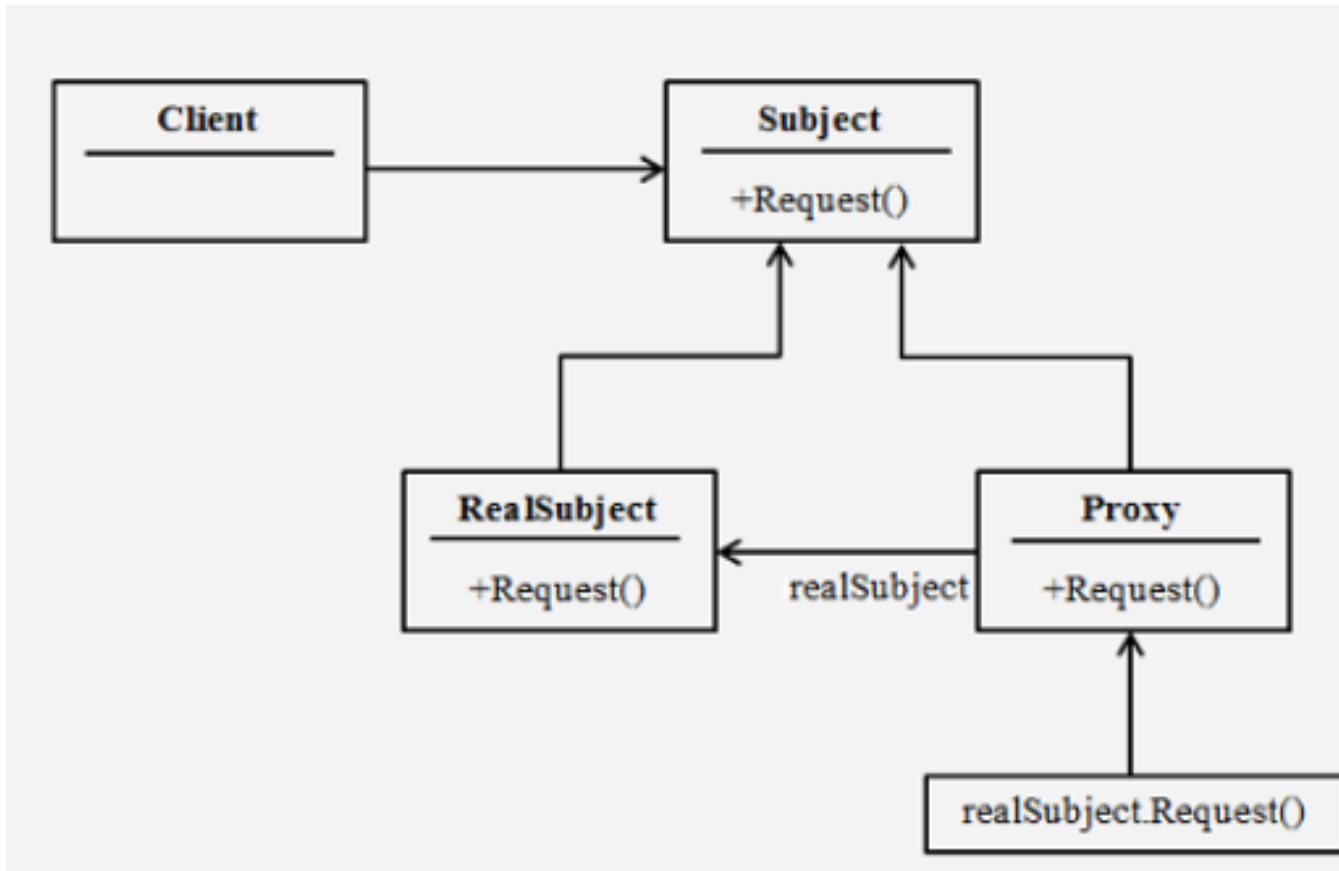 Client
Subject
+Request()
RealSubject
+Request()
realSubject
Proxy
+Request()
realSubject.Request()